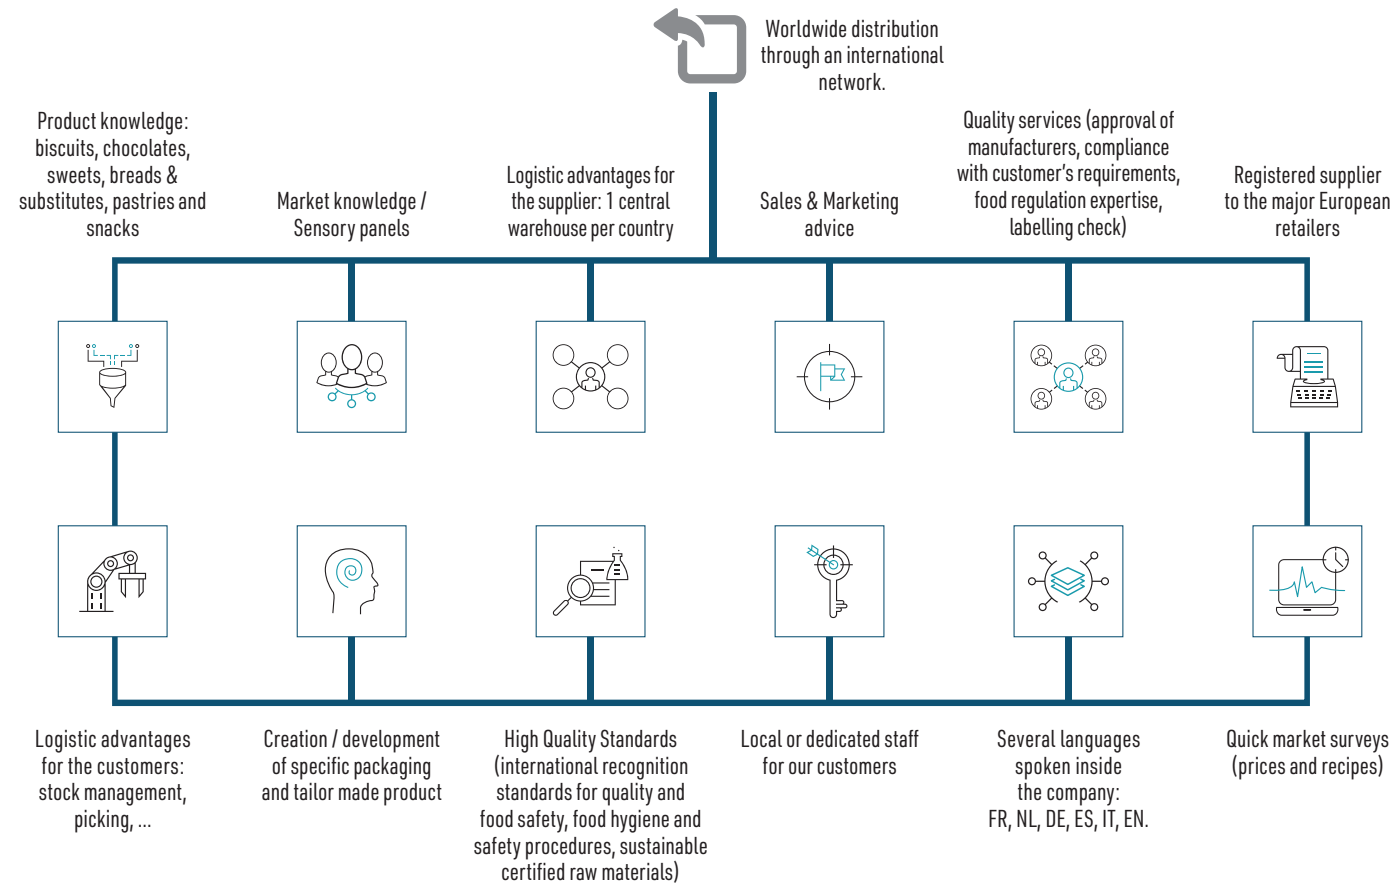 Worldwide distribution
through an international
network.
Product knowledge:
biscuits, chocolates,
sweets, breads &
substitutes, pastries and
snacks
Market knowledge /
Sensory panels
Logistic advantages for
the supplier: 1 central
warehouse per country
Sales & Marketing
advice
Quality services (approval of
manufacturers, compliance
with customer's requirements,
food regulation expertise,
labelling check)
Registered supplier
to the major European
retailers
Logistic advantages
for the customers:
stock management,
picking, ...
Creation / development
of specific packaging
and tailor made product
High Quality Standards
(international recognition
standards for quality and
food safety, food hygiene and
safety procedures, sustainable
certified raw materials)
Local or dedicated staff
for our customers
Several languages
spoken inside
the company:
FR, NL, DE, ES, IT, EN.
Quick market surveys
(prices and recipes)